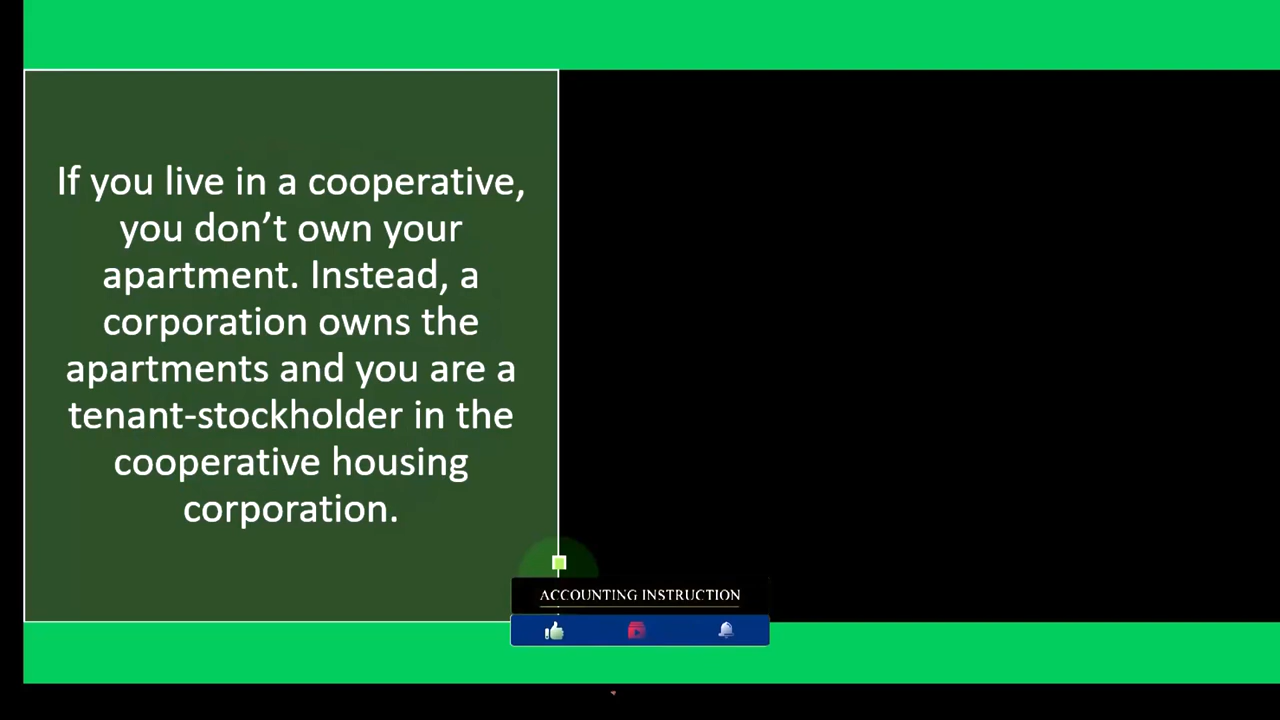 If you live in a cooperative,
you don’t own your
apartment. Instead, a
corporation owns the
apartments and you are a
tenant-stockholder in the
cooperative housing
corporation.
ACCOUNTING INSTRUCTION